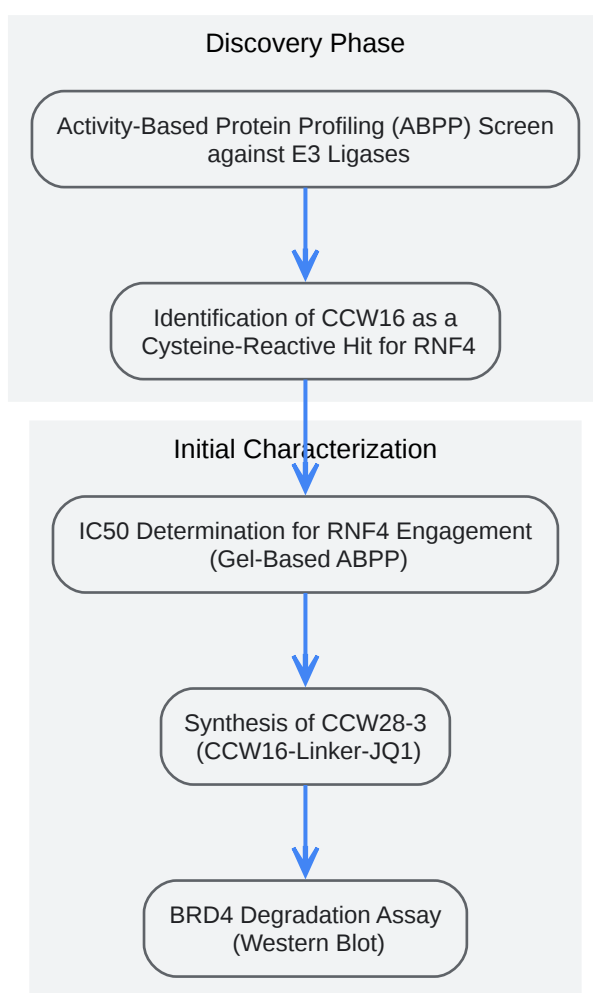 Discovery Phase
Activity-Based Protein Profiling (ABPP) Screen
against E3 Ligases
Identification of CCW16 as a
Cysteine-Reactive Hit for RNF4
Initial Characterization
IC50 Determination for RNF4 Engagement
(Gel-Based ABPP)
Synthesis of CCW28-3
(CCW16-Linker-JQ1)
BRD4 Degradation Assay
(Western Blot)